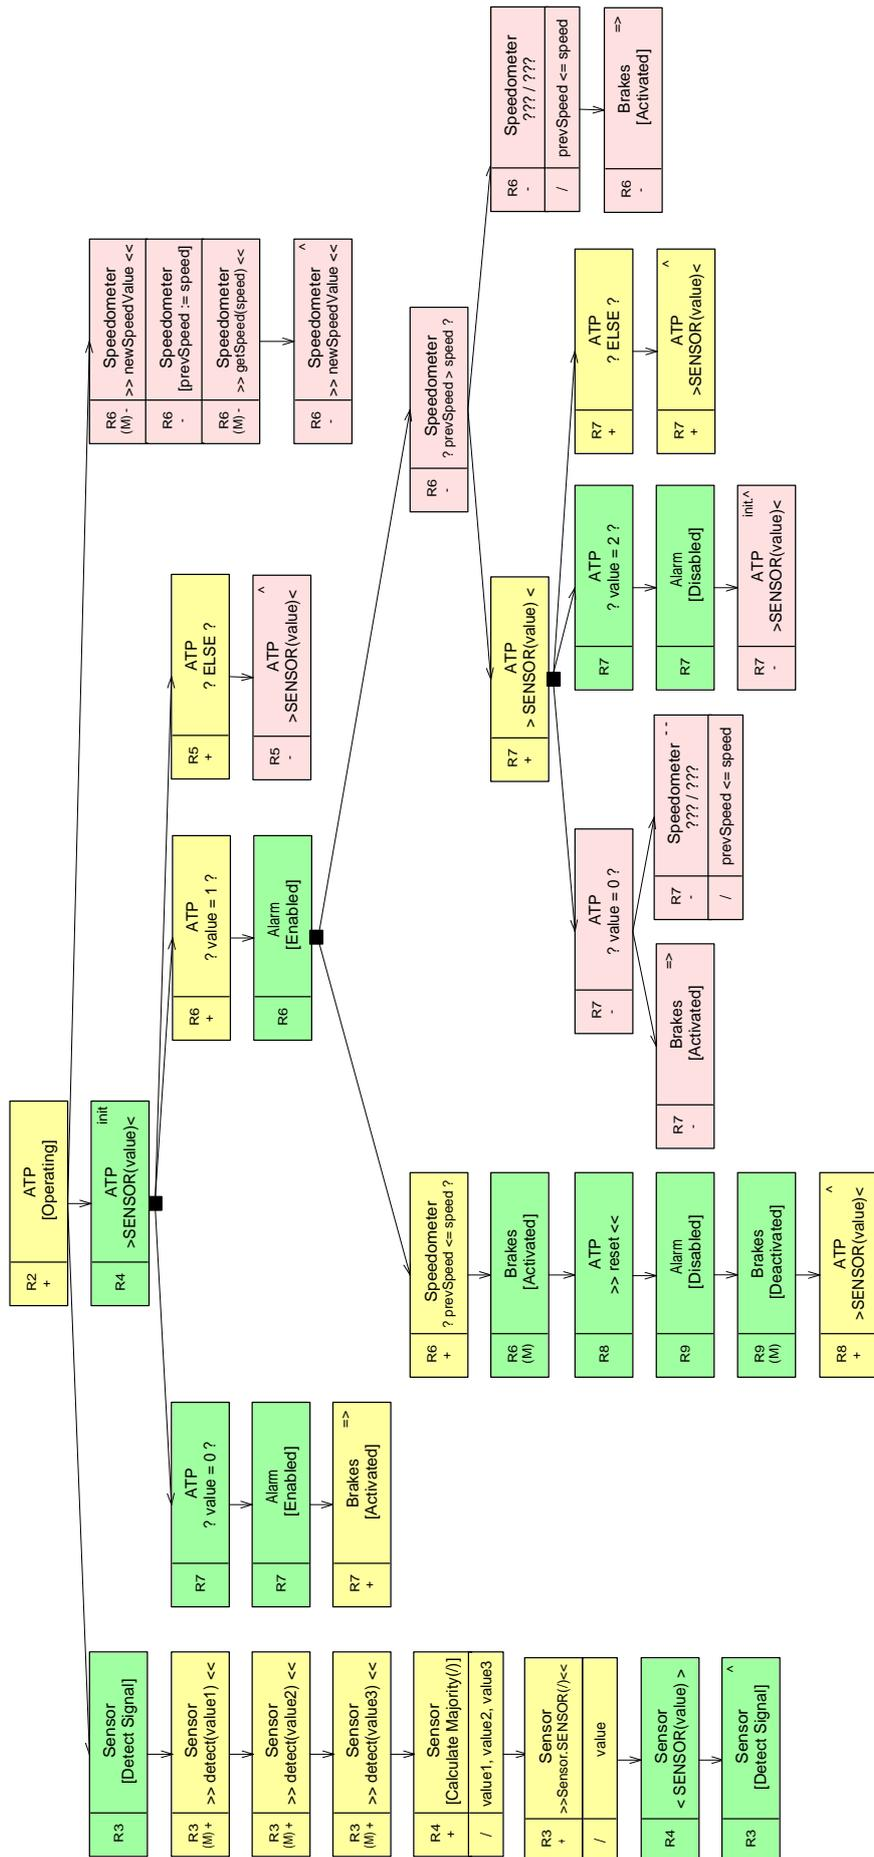 R2
+
ATP
[Operating]
R3
Sensor
[Detect Signal]
R3
(M) +
Sensor
>> detect(value1) <<
R3
(M) +
Sensor
>> detect(value2) <<
R3
(M) +
Sensor
>> detect(value3) <<
R4
+
Sensor
[Calculate Majority(/)]
/
value1, value2, value3
R3
+
Sensor
>>Sensor.SENSOR(/)<<
/
value
R4
Sensor
< SENSOR(value) >
R3
Sensor
[Detect Signal]
^
R4
ATP
>SENSOR(value)<
init
R7
ATP
? value = 0 ?
R7
Alarm
[Enabled]
R7
+
Brakes
[Activated]
=>
R6
+
ATP
? value = 1 ?
R6
Alarm
[Enabled]
R6
+
Speedometer
? prevSpeed <= speed ?
R6
(M)
Brakes
[Activated]
R8
ATP
>> reset <<
R9
Alarm
[Disabled]
R9
(M)
Brakes
[Deactivated]
R8
+
ATP
>SENSOR(value)<
^
R6
-
Speedometer
? prevSpeed > speed ?
R7
+
ATP
> SENSOR(value) <
R7
-
ATP
? value = 0 ?
R7
-
Brakes
[Activated]
=>
R7
-
Speedometer
??? / ???
--
/
prevSpeed <= speed
R7
ATP
? value = 2 ?
R7
Alarm
[Disabled]
R7
-
ATP
>SENSOR(value)<
init.^
R7
+
ATP
? ELSE ?
R7
+
ATP
>SENSOR(value)<
^
R6
-
Speedometer
??? / ???
/
prevSpeed <= speed
R6
-
Brakes
[Activated]
=>
R5
+
ATP
? ELSE ?
R5
-
ATP
>SENSOR(value)<
^
R6
(M) -
Speedometer
>> newSpeedValue <<
R6
-
Speedometer
[prevSpeed := speed]
R6
(M) -
Speedometer
>> getSpeed(speed) <<
R6
-
Speedometer
>> newSpeedValue <<
^